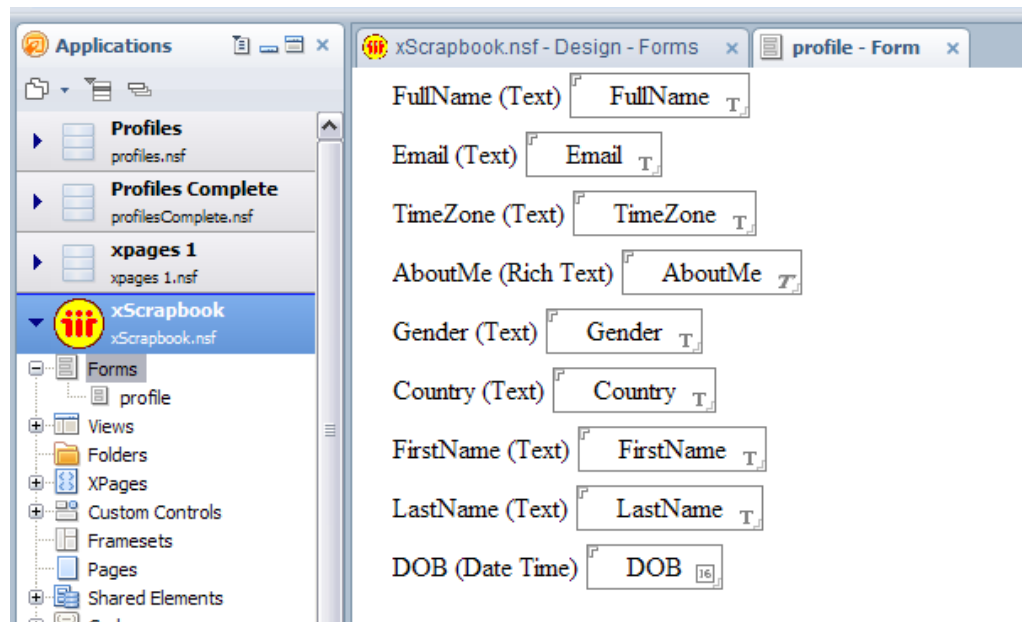 Applications
Profiles
profiles.nsf
Profiles Complete
profilesComplete.nsf
xpages 1
xpages 1.nsf
xScrapbook
xScrapbook.nsf
Forms
profile
Views
Folders
XPages
Custom Controls
Framesets
Pages
Shared Elements
xScrapbook.nsf - Design - Forms
profile - Form
FullName (Text) FullName T
Email (Text) Email T
TimeZone (Text) TimeZone T
AboutMe (Rich Text) AboutMe T
Gender (Text) Gender T
Country (Text) Country T
FirstName (Text) FirstName T
LastName (Text) LastName T
DOB (Date Time) DOB 16